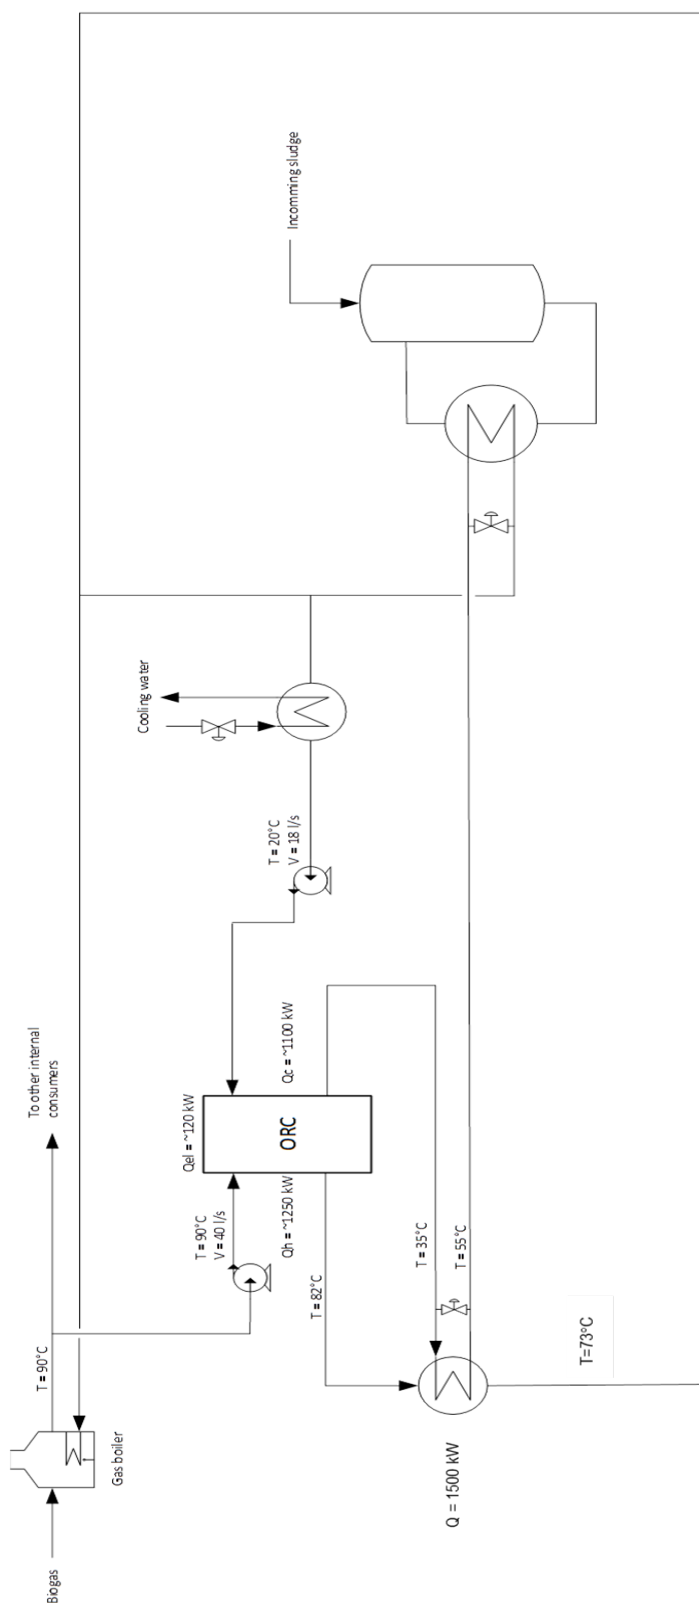 To other internal
consumers
T = 90°C
Biogas
Gas boiler
Cooling water
Qel = ~120 kW
T = 90°C
V = 40 l/s
T = 20°C
V = 18 l/s
Incomming sludge
Qh = ~1250 kW
ORC
Qc = ~1100 kW
T = 82°C
T = 35°C
Q = 1500 kW
T = 55°C
T=73°C